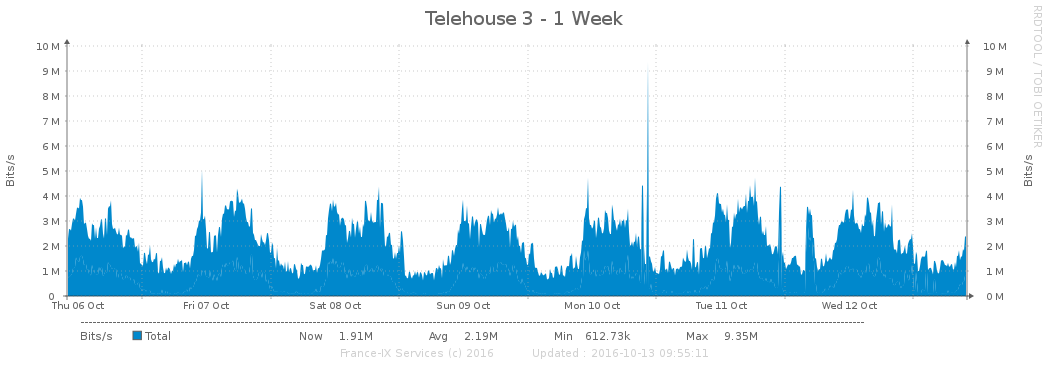 Telehouse 3 - 1 Week
RRDTOOL / TOBI OETIKER
Bits/s
Bits/s
10 M 10 M
9 M 9 M
8 M 8 M
7 M 7 M
6 M 6 M
5 M 5 M
4 M 4 M
3 M 3 M
2 M 2 M
1 M 1 M
0 0 M
Thu 06 Oct Fri 07 Oct Sat 08 Oct Sun 09 Oct Mon 10 Oct Tue 11 Oct Wed 12 Oct
Bits/s Total Now 1.91M Avg 2.19M Min 612.73k Max 9.35M
France-IX Services (c) 2016 Updated : 2016-10-13 09:55:11